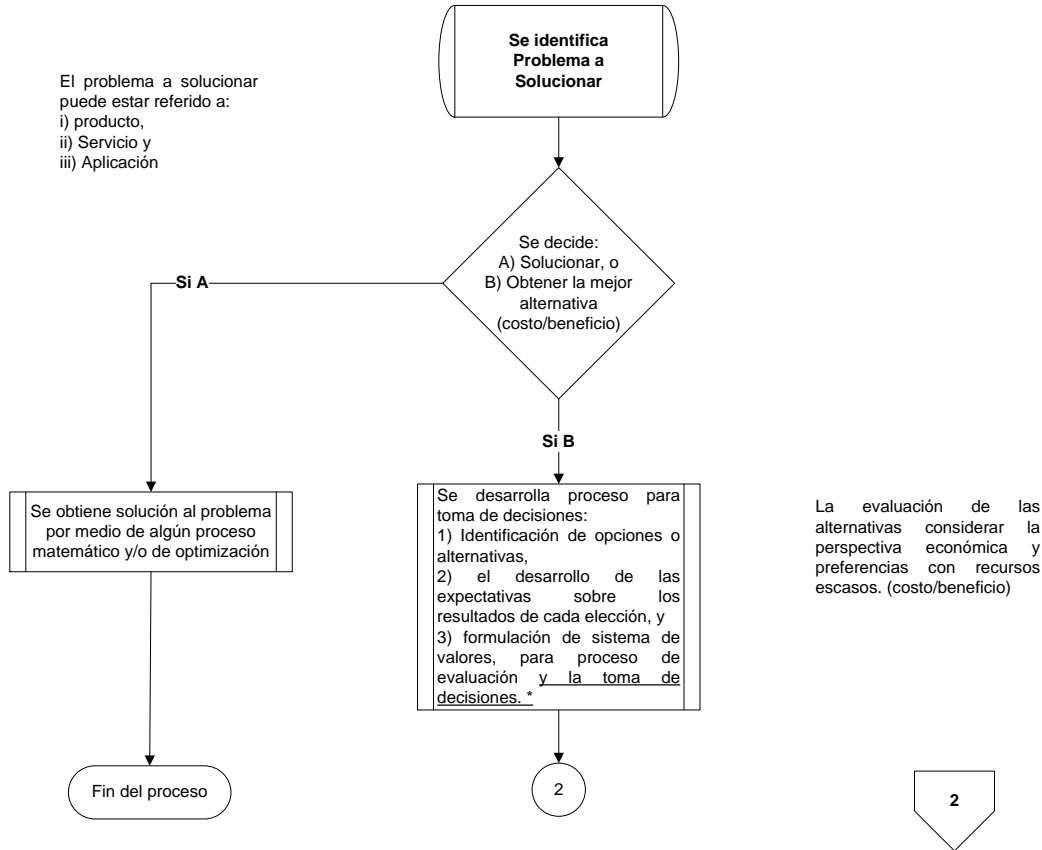 Se identifica
Problema a
Solucionar
El problema a solucionar
puede estar referido a:
i) producto,
ii) Servicio y
iii) Aplicación
Se decide:
A) Solucionar, o
B) Obtener la mejor
alternativa
(costo/beneficio)
Si A
Si B
Se obtiene solución al problema
por medio de algún proceso
matemático y/o de optimización
Se desarrolla proceso para
toma de decisiones:
1) Identificación de opciones o
alternativas,
2) el desarrollo de las
expectativas sobre los
resultados de cada elección, y
3) formulación de sistema de
valores, para proceso de
evaluación y la toma de
decisiones. *
La evaluación de las
alternativas considerar la
perspectiva económica y
preferencias con recursos
escasos. (costo/beneficio)
Fin del proceso
2
2